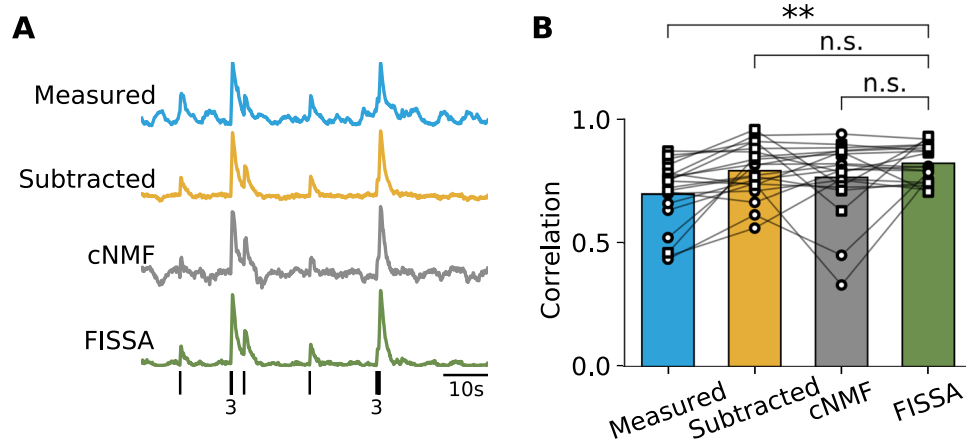 A
Measured
Subtracted
cNMF
FISSA
3
3
10s
B
**
n.s.
n.s.
1.0
0.5
0.0
Correlation
Measured
Subtracted
cNMF
FISSA